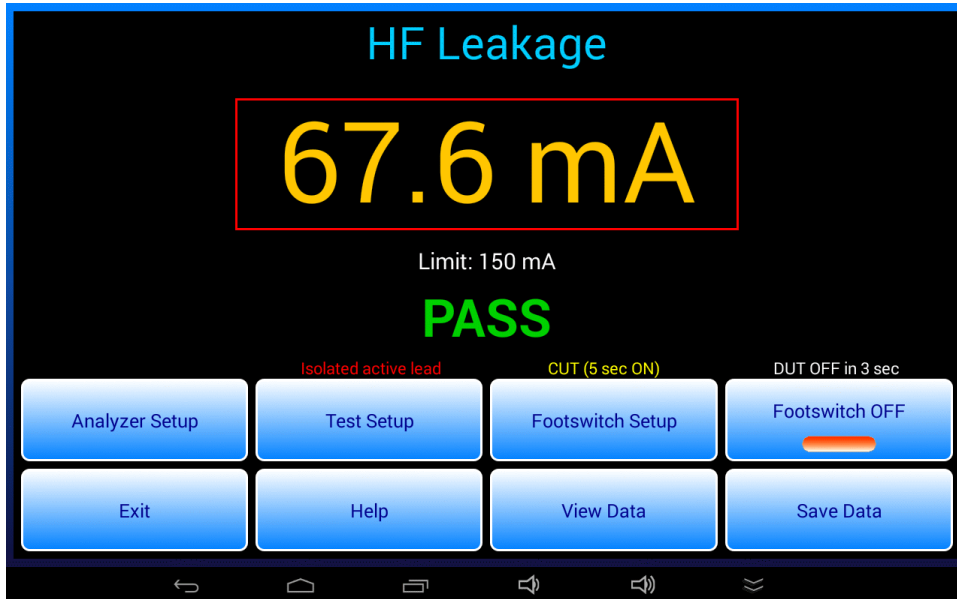 HF Leakage
67.6 mA
Limit: 150 mA
PASS
Isolated active lead
CUT (5 sec ON)
DUT OFF in 3 sec
Analyzer Setup
Test Setup
Footswitch Setup
Footswitch OFF
Exit
Help
View Data
Save Data